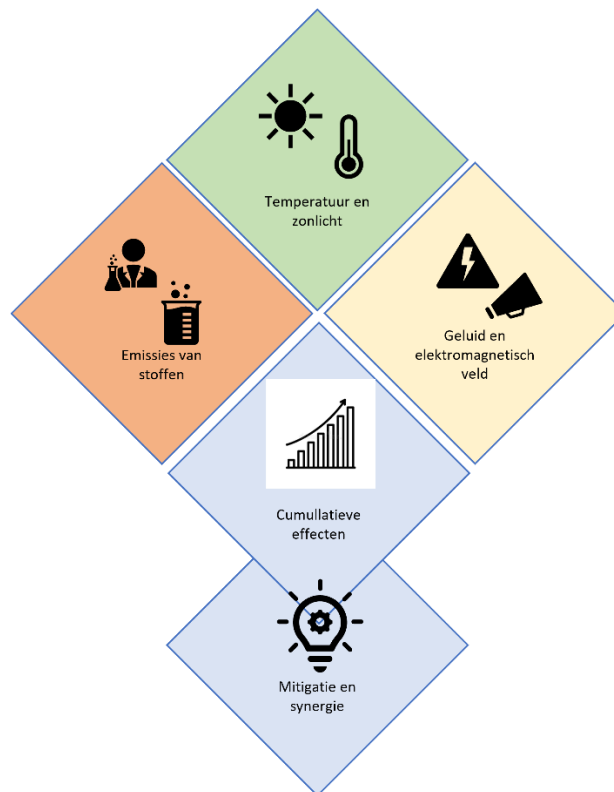 Temperatuur en
zonlicht
Emissies van
stoffen
Geluid en
elektromagnetisch
veld
Cumullatieve
effecten
Mitigatie en
synergie